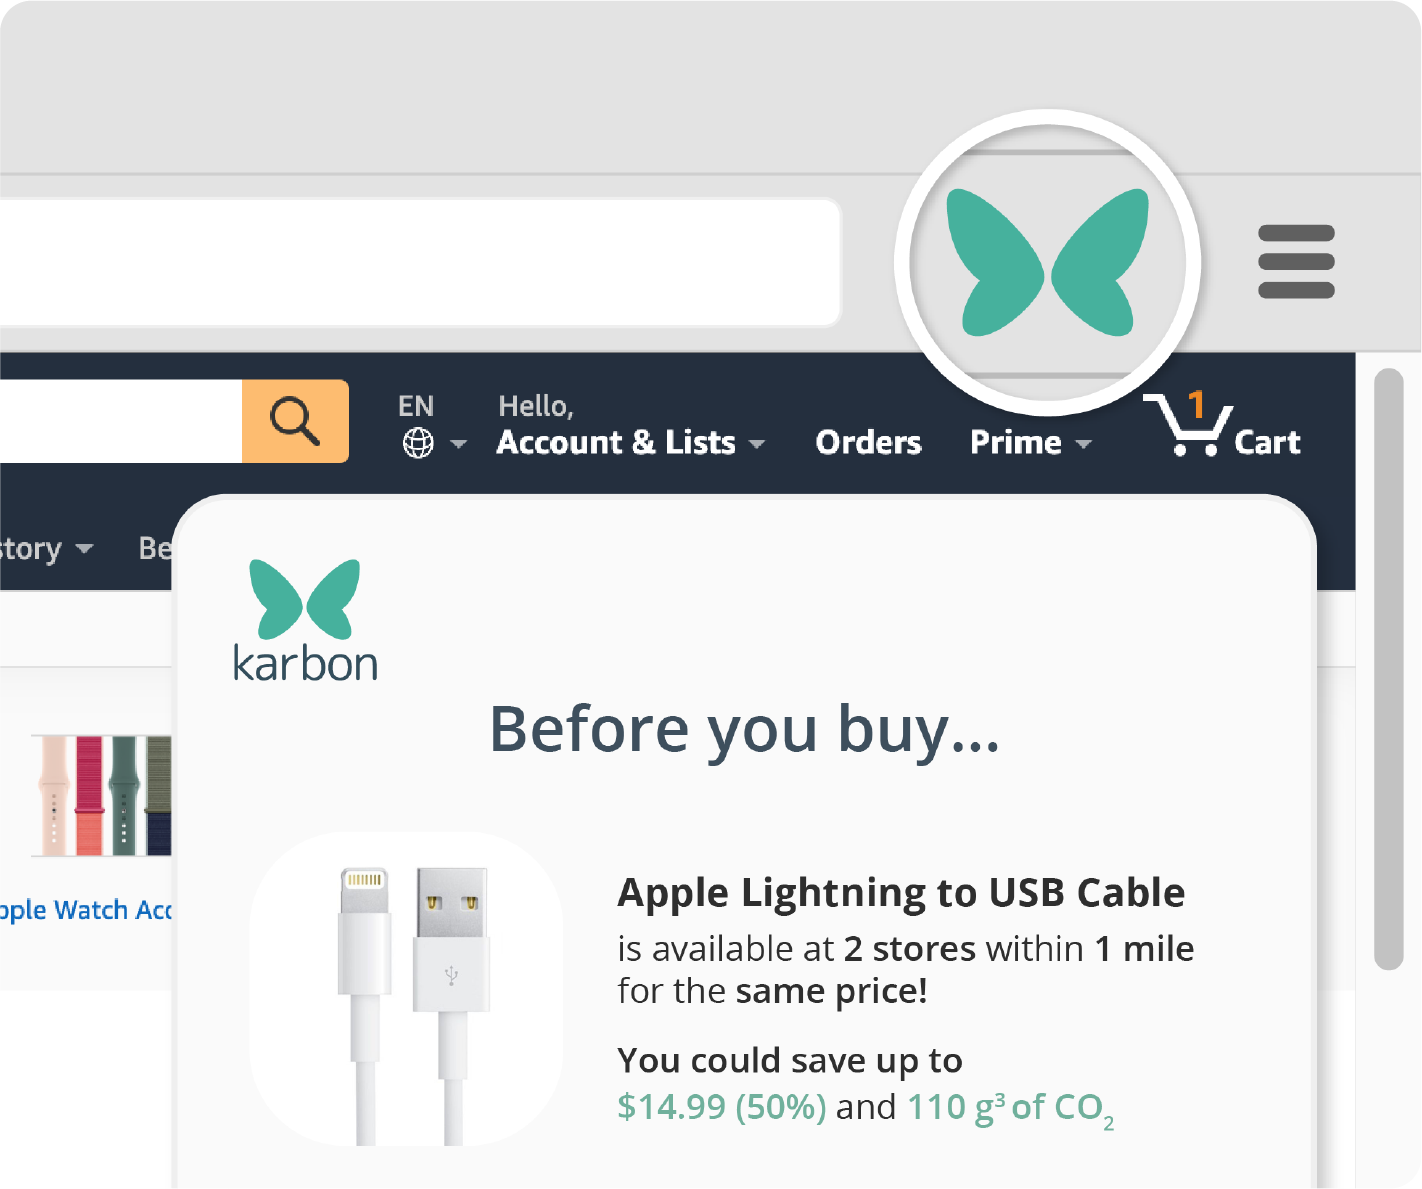 EN
Hello,
Account & Lists
Orders
Prime
1
Cart
story
Be
karbon
Before you buy...
pple Watch Acc
Apple Lightning to USB Cable
is available at 2 stores within 1 mile
for the same price!
You could save up to
$14.99 (50%) and 110 g³ of CO₂